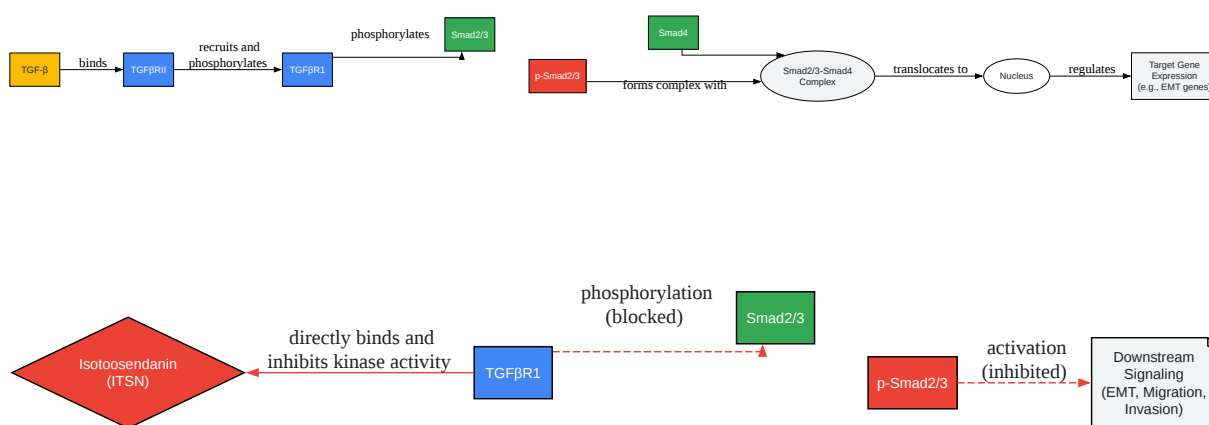 TGF-β
binds
TGFβRII
recruits and
phosphorylates
TGFβR1
phosphorylates
Smad2/3
Smad4
p-Smad2/3
forms complex with
Smad2/3-Smad4
Complex
translocates to
Nucleus
regulates
Target Gene
Expression
(e.g., EMT genes)
Isotoosendanin
(ITSN)
directly binds and
inhibits kinase activity
TGFβR1
phosphorylation
(blocked)
Smad2/3
p-Smad2/3
activation
(inhibited)
Downstream
Signaling
(EMT, Migration,
Invasion)